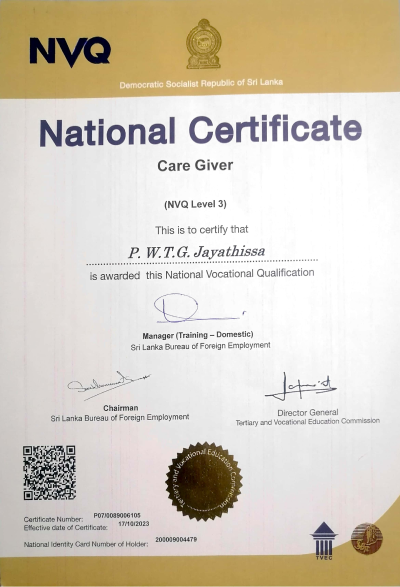 NVQ
Democratic Socialist Republic of Sri Lanka
National Certificate
Care Giver
(NVQ Level 3)
This is to certify that
P. W.T.G. Jayathissa
is awarded this National Vocational Qualification
Manager (Training – Domestic)
Sri Lanka Bureau of Foreign Employment
Chairman
Sri Lanka Bureau of Foreign Employment
Director General
Tertiary and Vocational Education Commission
Tertiary and Vocational Education Commission
Certificate Number: P07/0089006105
Effective date of Certificate: 17/10/2023
National Identity Card Number of Holder: 200009004479
TVEC